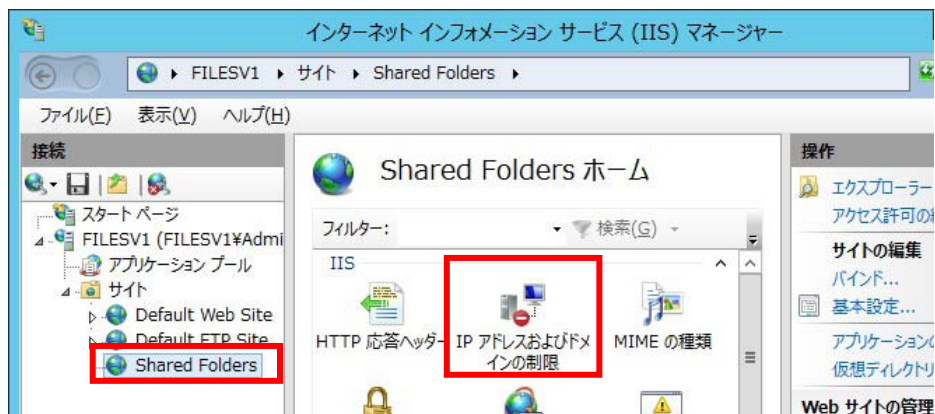 インターネット インフォメーション サービス (IIS) マネージャー
FILESV1 サイト Shared Folders
ファイル(F) 表示(V) ヘルプ(H)
接続
スタート ページ
FILESV1 (FILESV1¥Admi
アプリケーション プール
サイト
Default Web Site
Default FTP Site
Shared Folders
Shared Folders ホーム
フィルター: 検索(G)
IIS
HTTP 応答ヘッダー
IP アドレスおよびドメ
インの制限
MIME の種類
操作
エクスプローラー
アクセス許可の
サイトの編集
バインド...
基本設定...
アプリケーションの
仮想ディレクトリ
Web サイトの管理